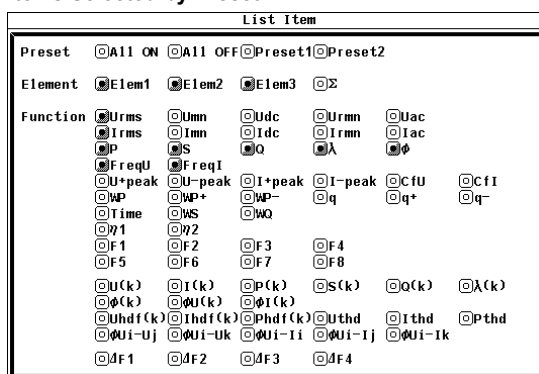 List Item
Preset All ON All OFF Preset1 Preset2
Element Elem1 Elem2 Elem3 Σ
Function Urms Umn Udc Urmn Uac
Irms Imn Idc Irmn Iac
P S Q λ ϕ
FreqU FreqI
U+peak U-peak I+peak I-peak CfU CfI
WP WP+ WP- q q+ q-
Time WS WQ
η1 η2
F1 F2 F3 F4
F5 F6 F7 F8
U(k) I(k) P(k) S(k) Q(k) λ(k)
ϕ(k) ϕU(k) ϕI(k)
Uhdf(k) Ihdf(k) Phdf(k) Uthd Ithd Pthd
ϕUi-Uj ϕUi-Uk ϕUi-Ii ϕUi-Ij ϕUi-Ik
ΔF1 ΔF2 ΔF3 ΔF4